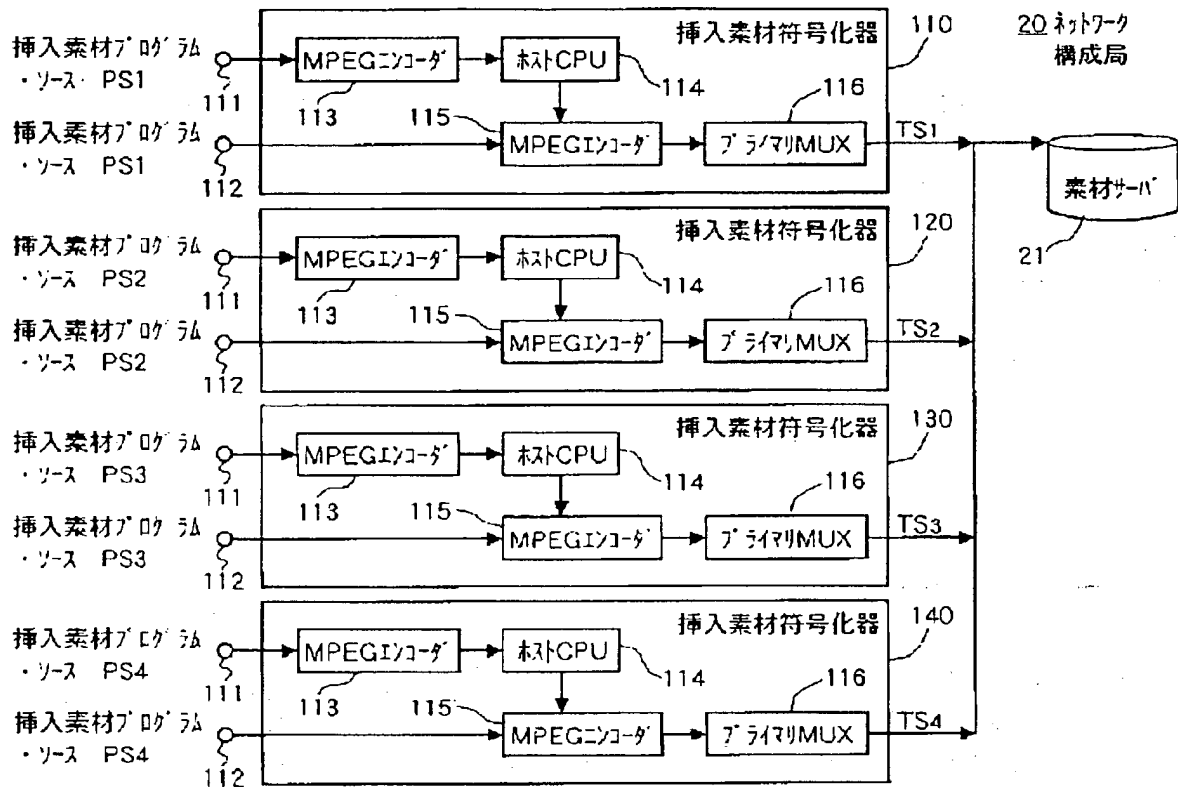 挿入素材符号化器
110
20 ネットワーク
構成局
挿入素材プログラム
・ソース PS1
111
MPEGエンコーダ
113
ホストCPU
114
116
挿入素材プログラム
・ソース PS1
112
115
MPEGエンコーダ
プライマリMUX
TS1
素材サーバ
21
挿入素材符号化器
120
挿入素材プログラム
・ソース PS2
111
MPEGエンコーダ
113
ホストCPU
114
116
挿入素材プログラム
・ソース PS2
112
115
MPEGエンコーダ
プライマリMUX
TS2
挿入素材符号化器
130
挿入素材プログラム
・ソース PS3
111
MPEGエンコーダ
113
ホストCPU
114
116
挿入素材プログラム
・ソース PS3
112
115
MPEGエンコーダ
プライマリMUX
TS3
挿入素材符号化器
140
挿入素材プログラム
・ソース PS4
111
MPEGエンコーダ
113
ホストCPU
114
116
挿入素材プログラム
・ソース PS4
112
115
MPEGエンコーダ
プライマリMUX
TS4